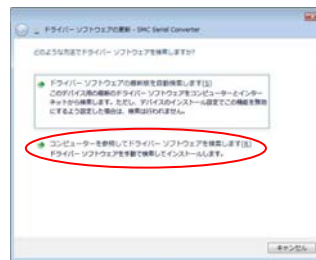 ドライバー ソフトウェアの更新 - SMC Serial Converter
どのような方法でドライバー ソフトウェアを検索しますか?
ドライバー ソフトウェアの最新版を自動検索します(S)
このデバイス用の最新のドライバー ソフトウェアをコンピューターとインター
ネットから検索します。ただし、デバイスのインストール設定でこの機能を無効
にするよう設定した場合は、検索は行われません。
コンピューターを参照してドライバー ソフトウェアを検索します(R)
ドライバー ソフトウェアを手動で検索してインストールします。
キャンセル